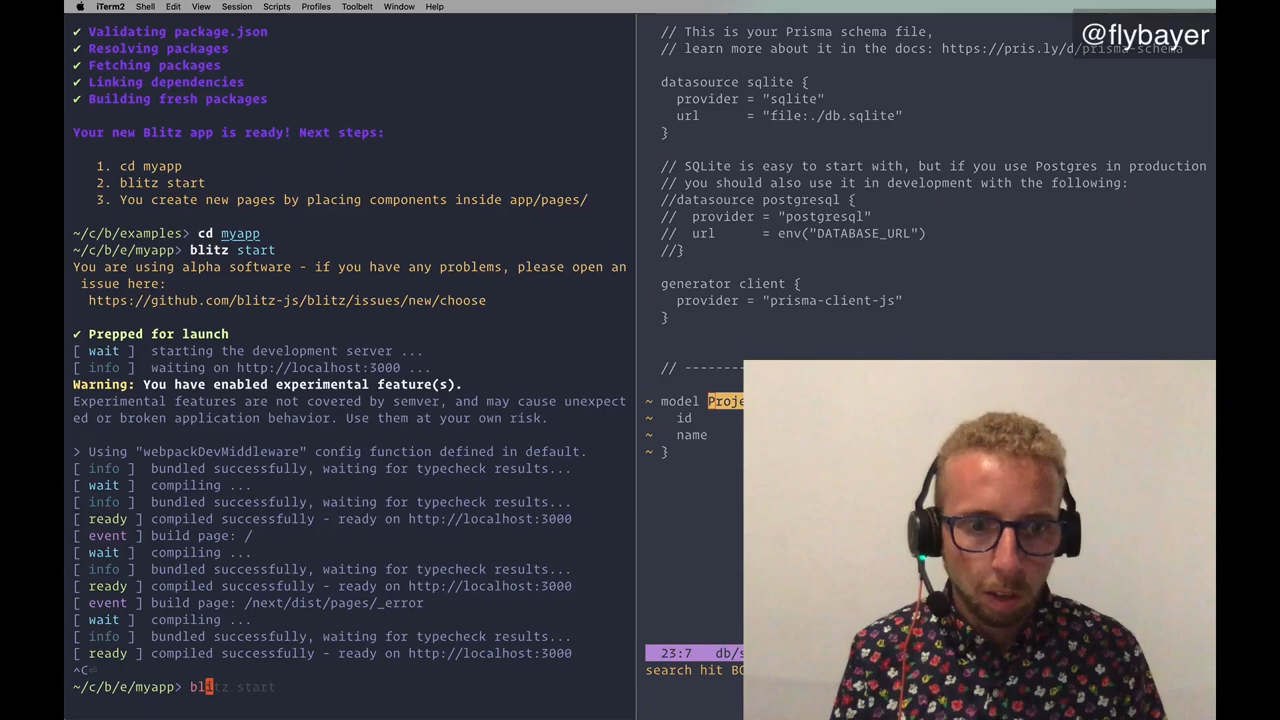 iTerm2 Shell Edit View Session Scripts Profiles Toolbelt Window Help
@flybayer
✔ Validating package.json
✔ Resolving packages
✔ Fetching packages
✔ Linking dependencies
✔ Building fresh packages
Your new Blitz app is ready! Next steps:
1. cd myapp
2. blitz start
3. You create new pages by placing components inside app/pages/
~/c/b/examples> cd myapp
~/c/b/e/myapp> blitz start
You are using alpha software - if you have any problems, please open an
issue here:
https://github.com/blitz-js/blitz/issues/new/choose
✔ Prepped for launch
[ wait ]  starting the development server ...
[ info ]  waiting on http://localhost:3000 ...
Warning: You have enabled experimental feature(s).
Experimental features are not covered by semver, and may cause unexpect
ed or broken application behavior. Use them at your own risk.
> Using "webpackDevMiddleware" config function defined in default.
[ info ]  bundled successfully, waiting for typecheck results...
[ wait ]  compiling ...
[ info ]  bundled successfully, waiting for typecheck results...
[ ready ] compiled successfully - ready on http://localhost:3000
[ event ] build page: /
[ wait ]  compiling ...
[ info ]  bundled successfully, waiting for typecheck results...
[ ready ] compiled successfully - ready on http://localhost:3000
[ event ] build page: /next/dist/pages/_error
[ wait ]  compiling ...
[ info ]  bundled successfully, waiting for typecheck results...
[ ready ] compiled successfully - ready on http://localhost:3000
^C⏎
~/c/b/e/myapp> blitz start
// This is your Prisma schema file,
// learn more about it in the docs: https://pris.ly/d/prisma-schema
datasource sqlite {
provider = "sqlite"
url      = "file:./db.sqlite"
}
// SQLite is easy to start with, but if you use Postgres in production
// you should also use it in development with the following:
//datasource postgresql {
//  provider = "postgresql"
//  url      = env("DATABASE_URL")
//}
generator client {
provider = "prisma-client-js"
}
// -------
~ model Proje
~   id
~   name
~ }
23:7 db/s
search hit BO